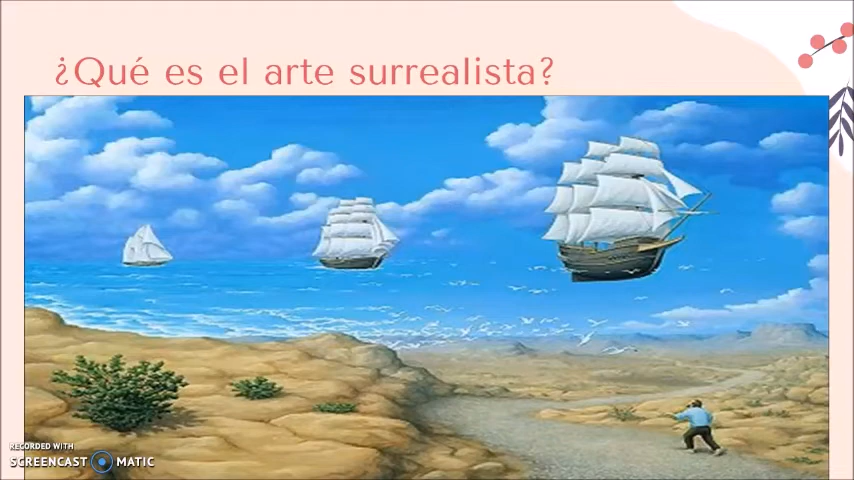 ¿Qué es el arte surrealista?
RECORDED WITH
SCREENCAST MATIC